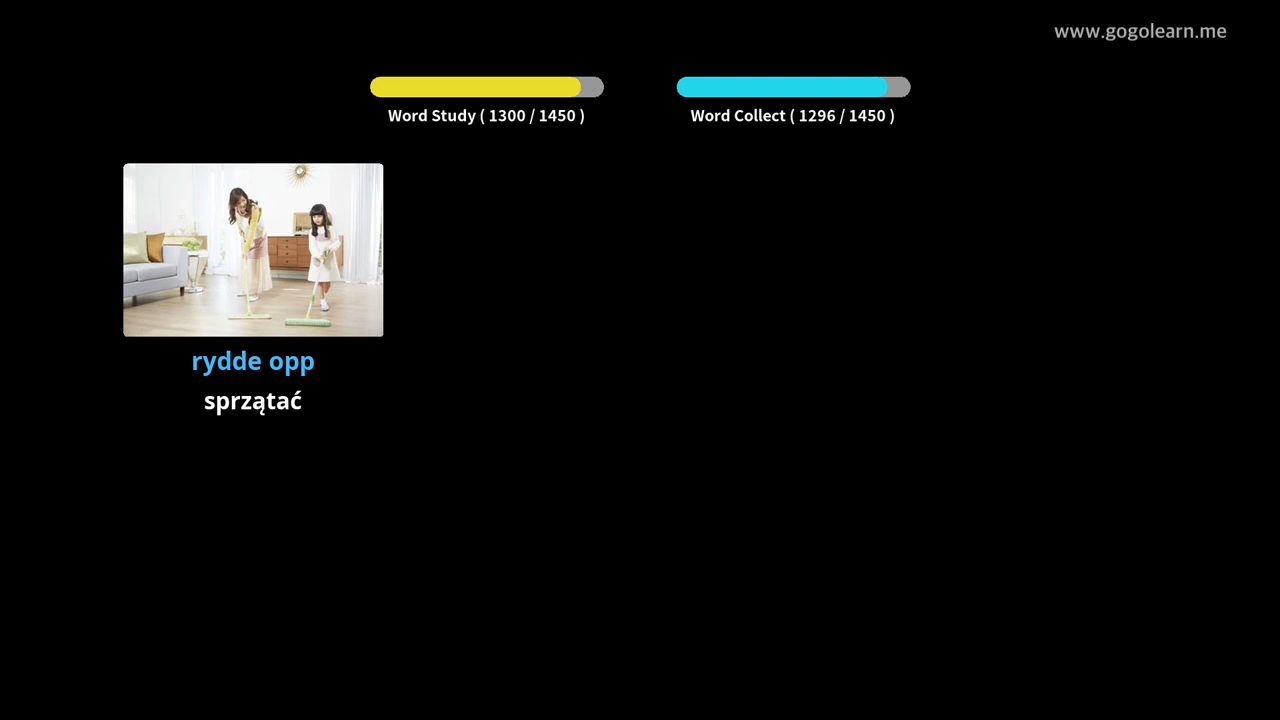 www.gogolearn.me
Word Study ( 1300 / 1450 )
Word Collect ( 1296 / 1450 )
rydde opp
sprzątać